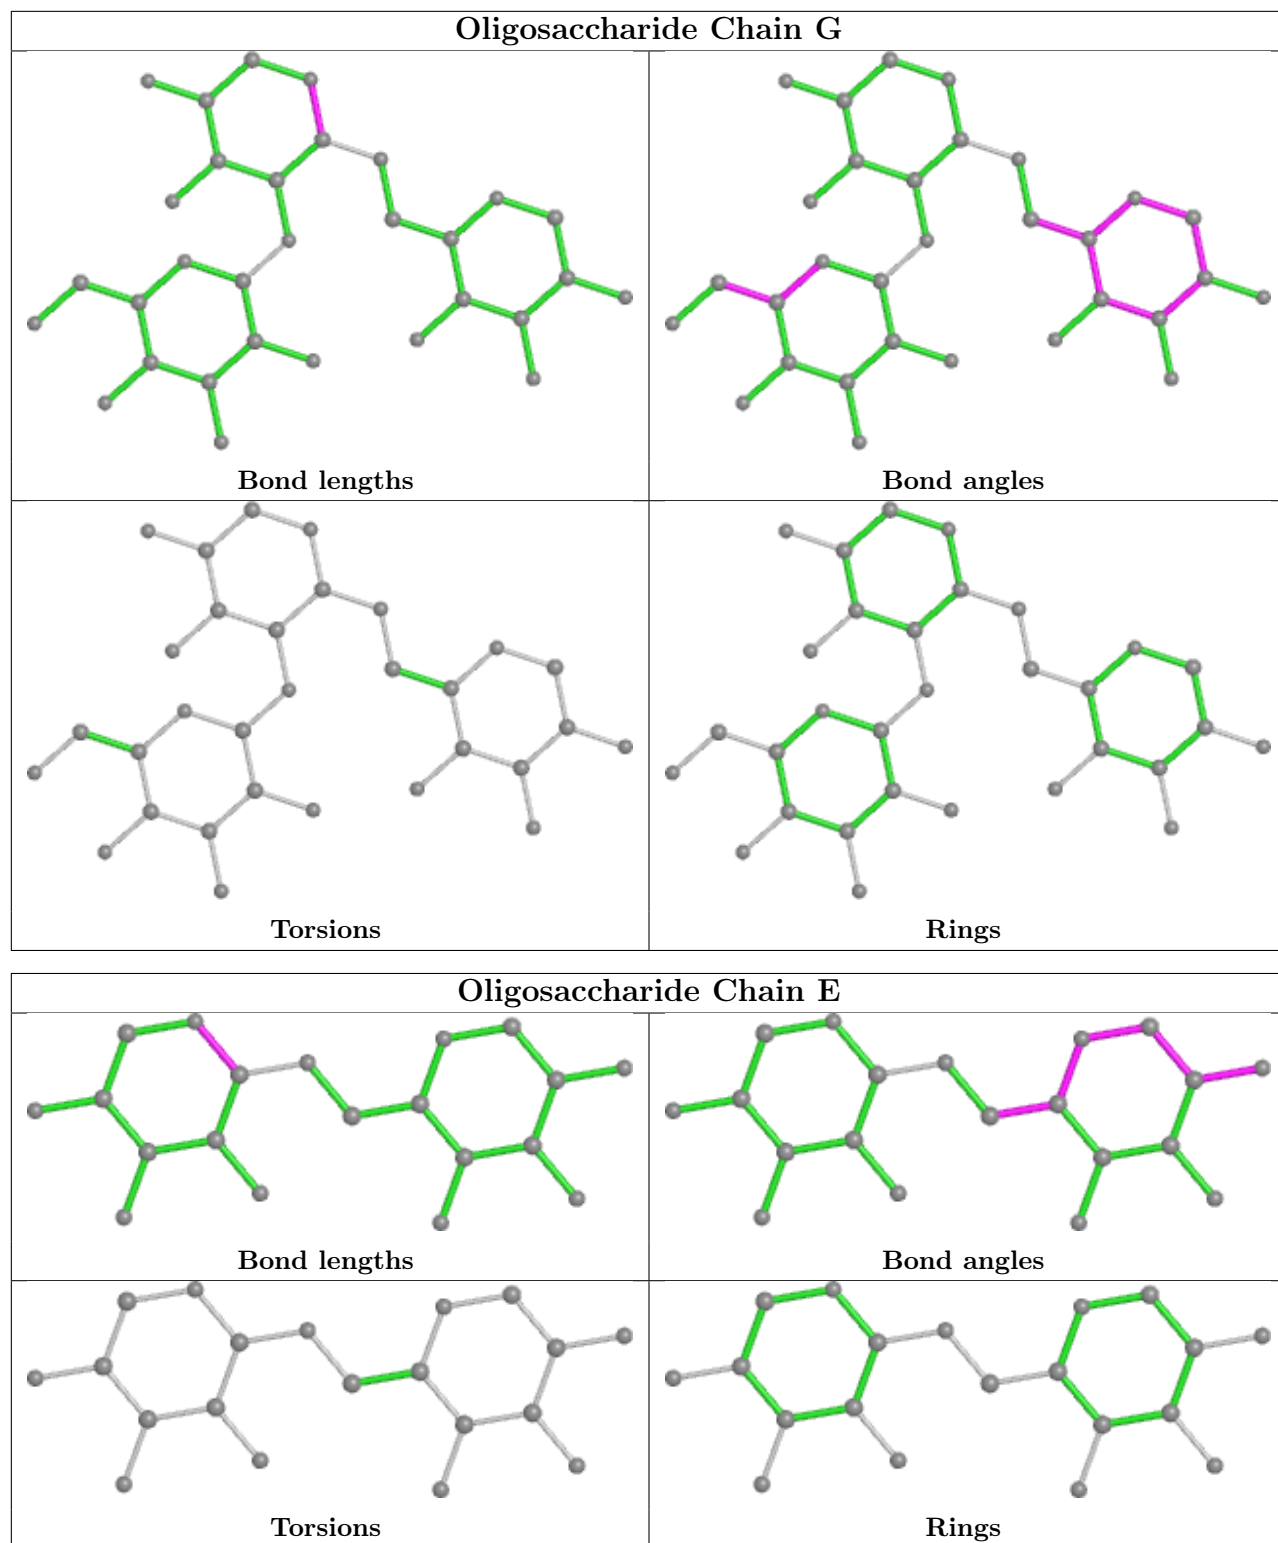 Oligosaccharide Chain G
Bond lengths
Bond angles
Torsions
Rings
Oligosaccharide Chain E
Bond lengths
Bond angles
Torsions
Rings